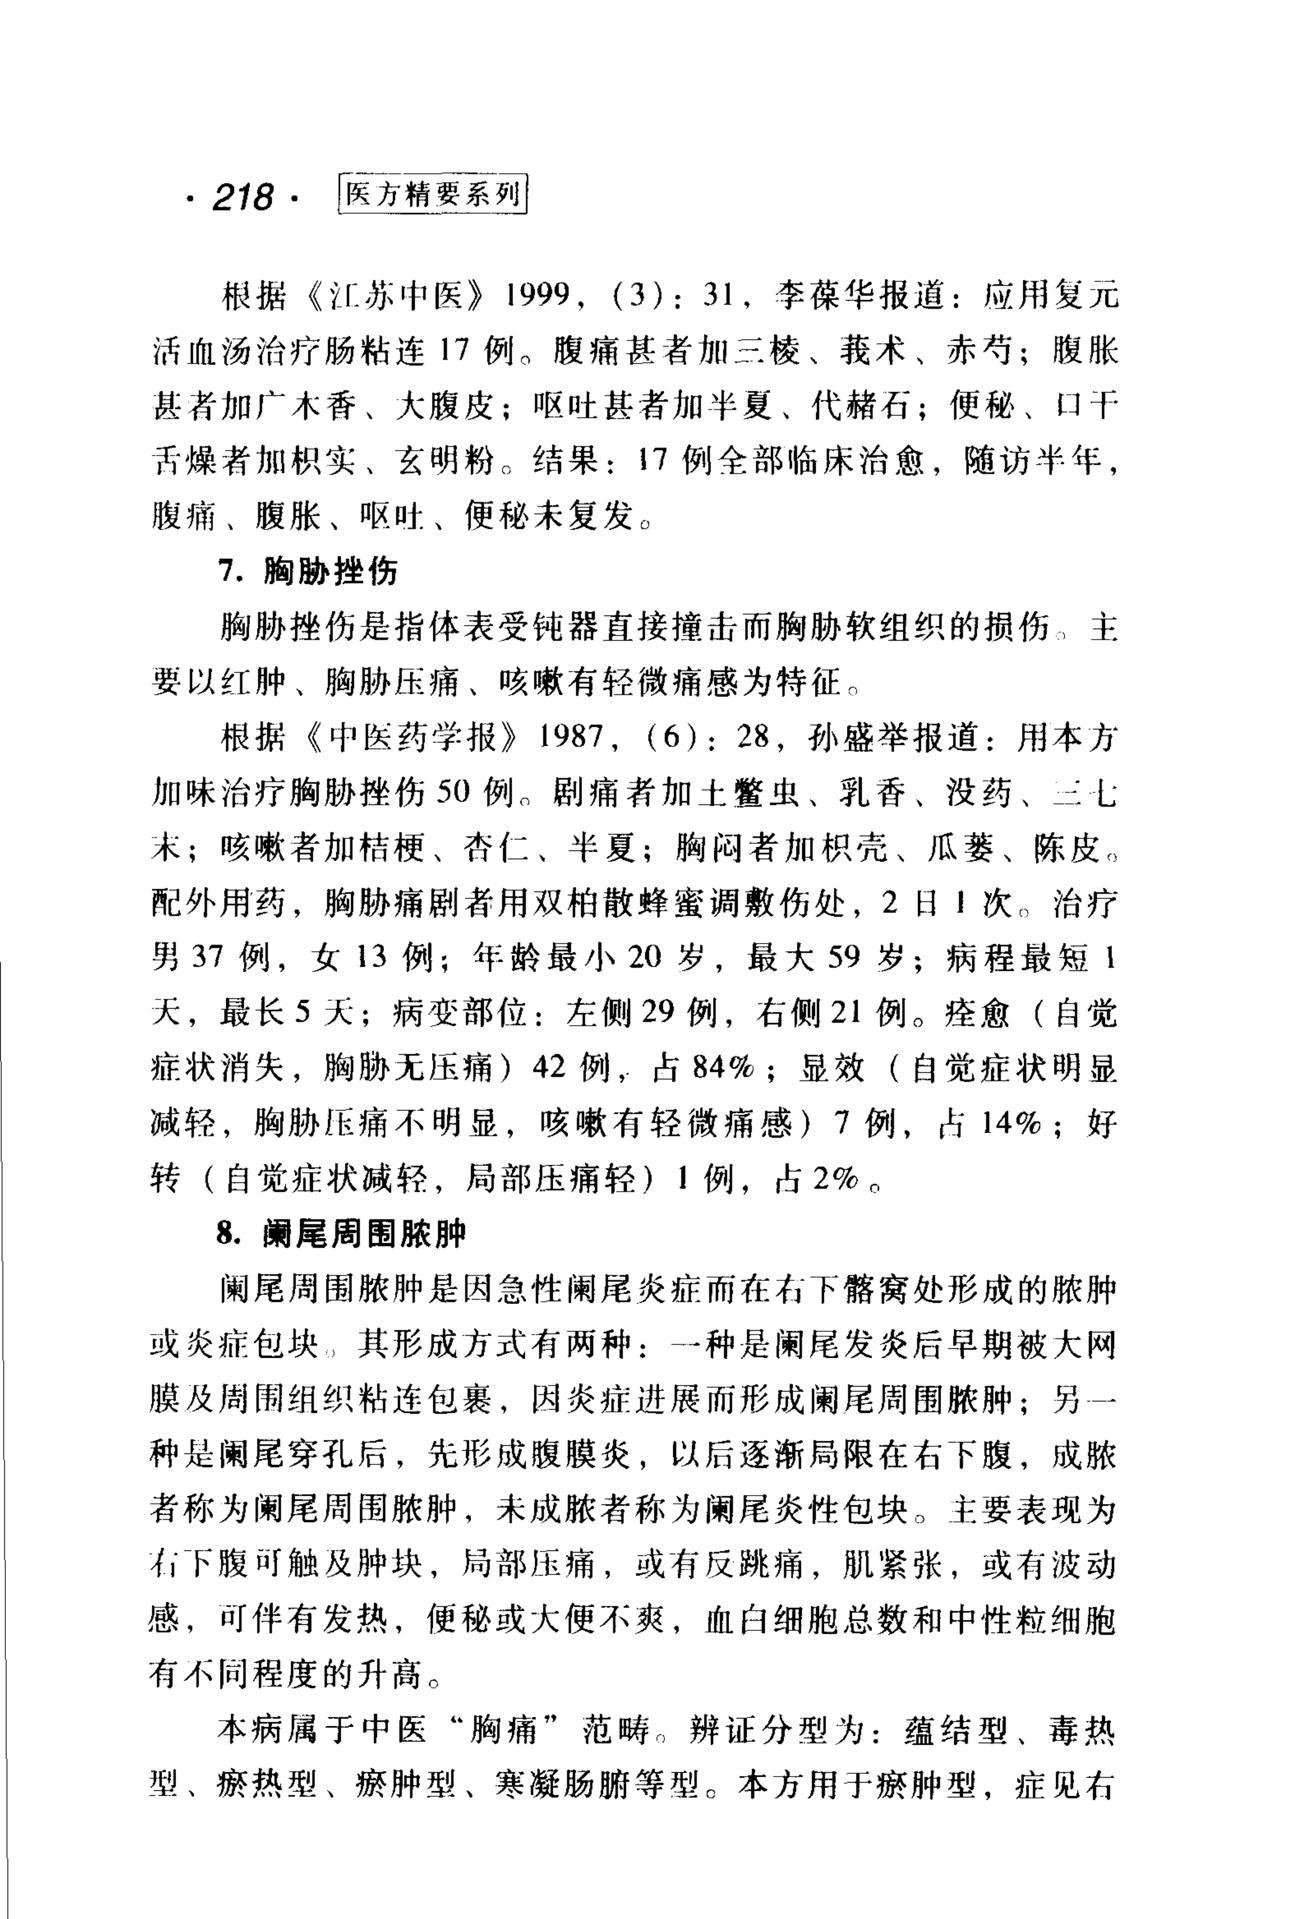 ·218· 医方精要系列
根据《江苏中医》1999，(3)：31，李葆华报道：应用复元
活血汤治疗肠粘连 17 例。腹痛甚者加三棱、莪术、赤芍；腹胀
甚者加广木香、大腹皮；呕吐甚者加半夏、代赭石；便秘、口干
舌燥者加枳实、玄明粉。结果：17 例全部临床治愈，随访半年，
腹痛、腹胀、呕吐、便秘未复发。
7. 胸胁挫伤
胸胁挫伤是指体表受钝器直接撞击而胸胁软组织的损伤。主
要以红肿、胸胁压痛、咳嗽有轻微痛感为特征。
根据《中医药学报》1987，(6)：28，孙盛举报道：用本方
加味治疗胸胁挫伤 50 例。剧痛者加土鳖虫、乳香、没药、三七
末；咳嗽者加桔梗、杏仁、半夏；胸闷者加枳壳、瓜蒌、陈皮。
配外用药，胸胁痛剧者用双柏散蜂蜜调敷伤处，2 日 1 次。治疗
男 37 例，女 13 例；年龄最小 20 岁，最大 59 岁；病程最短 1
天，最长 5 天；病变部位：左侧 29 例，右侧 21 例。痊愈（自觉
症状消失，胸胁无压痛）42 例，占 84%；显效（自觉症状明显
减轻，胸胁压痛不明显，咳嗽有轻微痛感）7 例，占 14%；好
转（自觉症状减轻，局部压痛轻）1 例，占 2%。
8. 阑尾周围脓肿
阑尾周围脓肿是因急性阑尾炎症而在右下髂窝处形成的脓肿
或炎症包块。其形成方式有两种：一种是阑尾发炎后早期被大网
膜及周围组织粘连包裹，因炎症进展而形成阑尾周围脓肿；另一
种是阑尾穿孔后，先形成腹膜炎，以后逐渐局限在右下腹，成脓
者称为阑尾周围脓肿，未成脓者称为阑尾炎性包块。主要表现为
右下腹可触及肿块，局部压痛，或有反跳痛，肌紧张，或有波动
感，可伴有发热，便秘或大便不爽，血白细胞总数和中性粒细胞
有不同程度的升高。
本病属于中医“胸痛”范畴。辨证分型为：蕴结型、毒热
型、瘀热型、瘀肿型、寒凝肠腑等型。本方用于瘀肿型，症见右